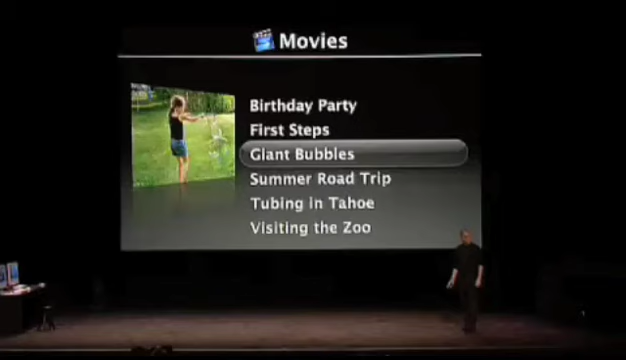 Movies
Birthday Party
First Steps
Giant Bubbles
Summer Road Trip
Tubing in Tahoe
Visiting the Zoo